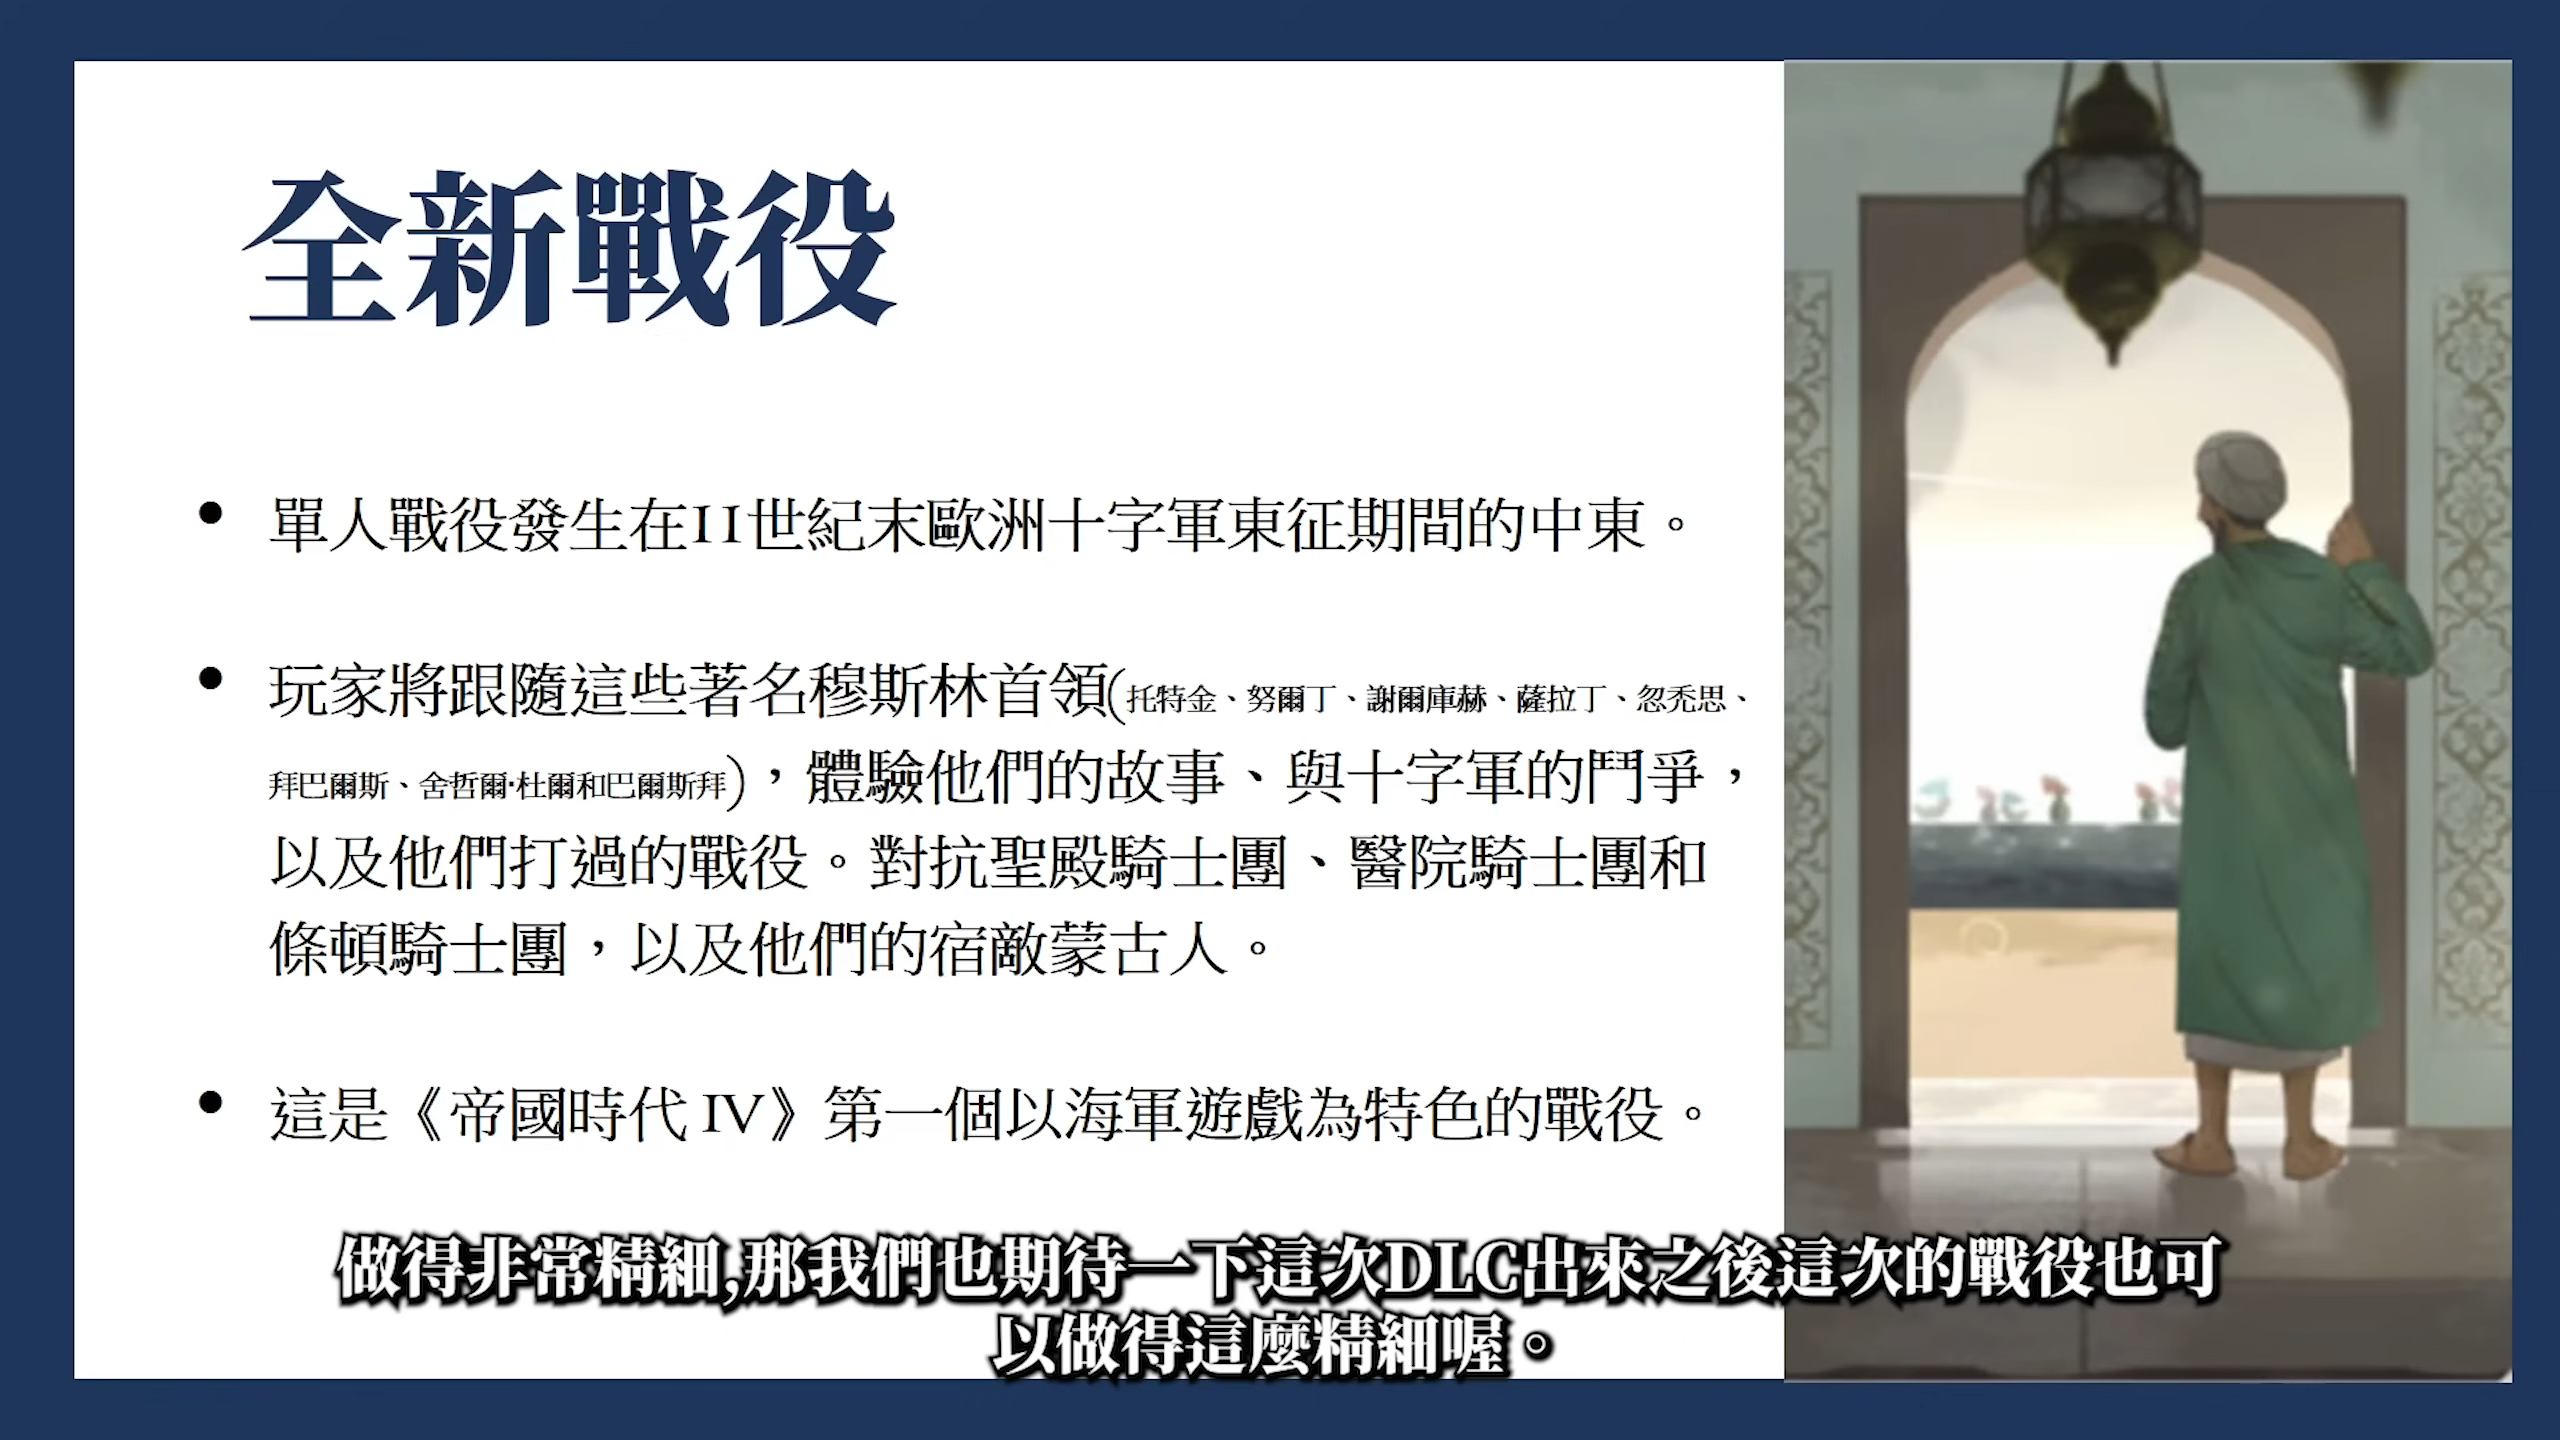 全新戰役
• 單人戰役發生在11世紀末歐洲十字軍東征期間的中東。
• 玩家將跟隨這些著名穆斯林首領(托特金、努爾丁、謝爾庫赫、薩拉丁、忽禿思、
拜巴爾斯、舍哲爾·杜爾和巴爾斯拜)，體驗他們的故事、與十字軍的鬥爭，
以及他們打過的戰役。對抗聖殿騎士團、醫院騎士團和
條頓騎士團，以及他們的宿敵蒙古人。
• 這是《帝國時代 IV》第一個以海軍遊戲為特色的戰役。
做得非常精細,那我們也期待一下這次DLC出來之後這次的戰役也可
以做得這麼精細喔。